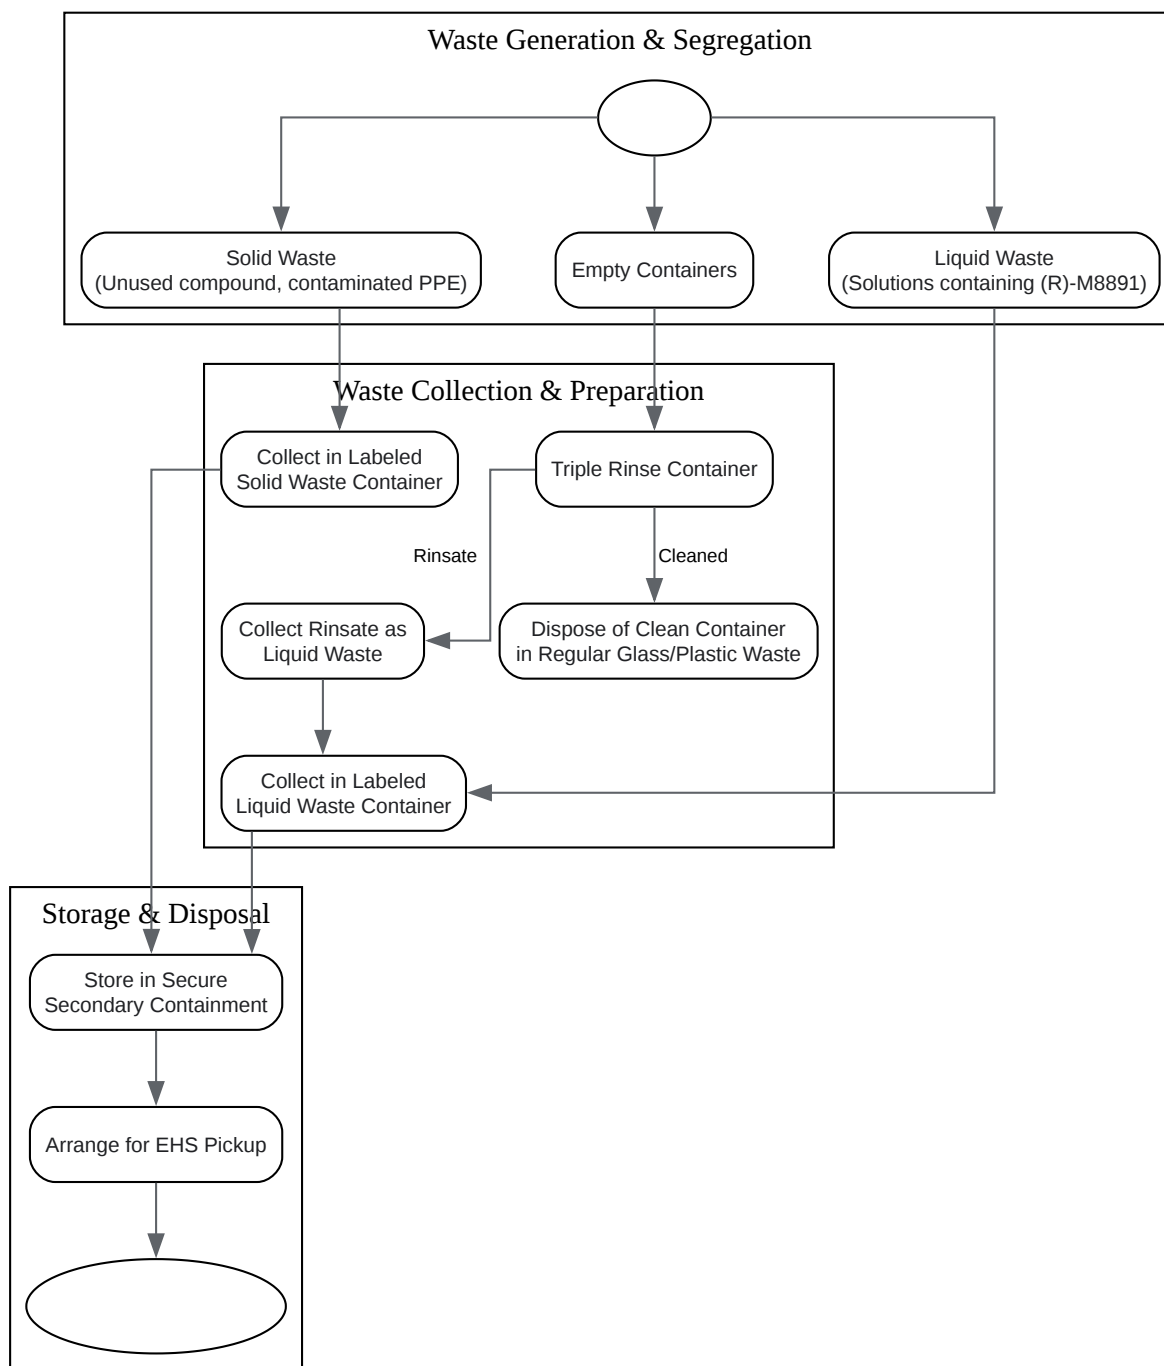 Waste Generation & Segregation
Solid Waste
(Unused compound, contaminated PPE)
Empty Containers
Liquid Waste
(Solutions containing (R)-M8891)
Waste Collection & Preparation
Collect in Labeled
Solid Waste Container
Triple Rinse Container
Rinsate
Cleaned
Collect Rinsate as
Liquid Waste
Dispose of Clean Container
in Regular Glass/Plastic Waste
Collect in Labeled
Liquid Waste Container
Storage & Disposal
Store in Secure
Secondary Containment
Arrange for EHS Pickup